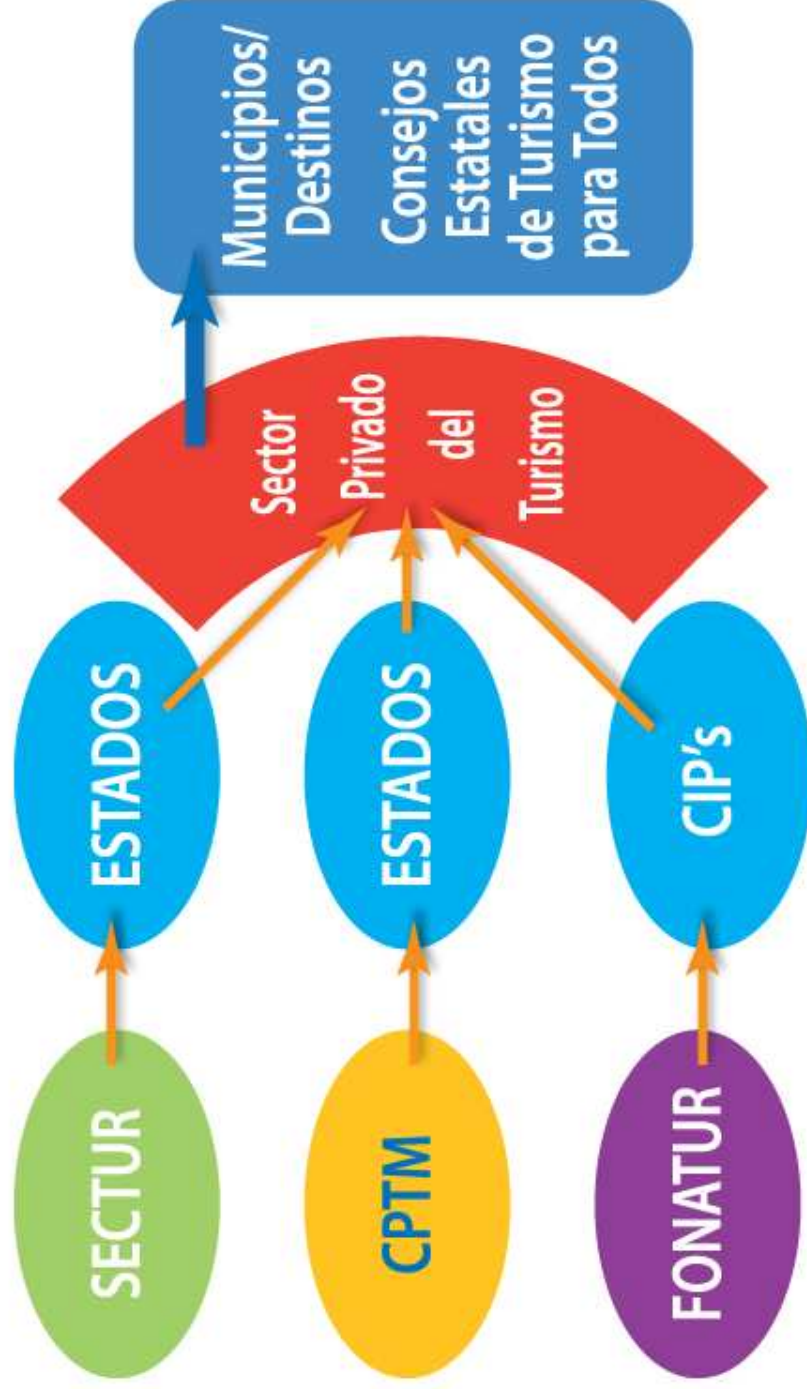 SECTUR
CPTM
FONATUR
ESTADOS
ESTADOS
CIP's
Sector
Privado
del
Turismo
Municipios/
Destinos
Consejos
Estatales
de Turismo
para Todos